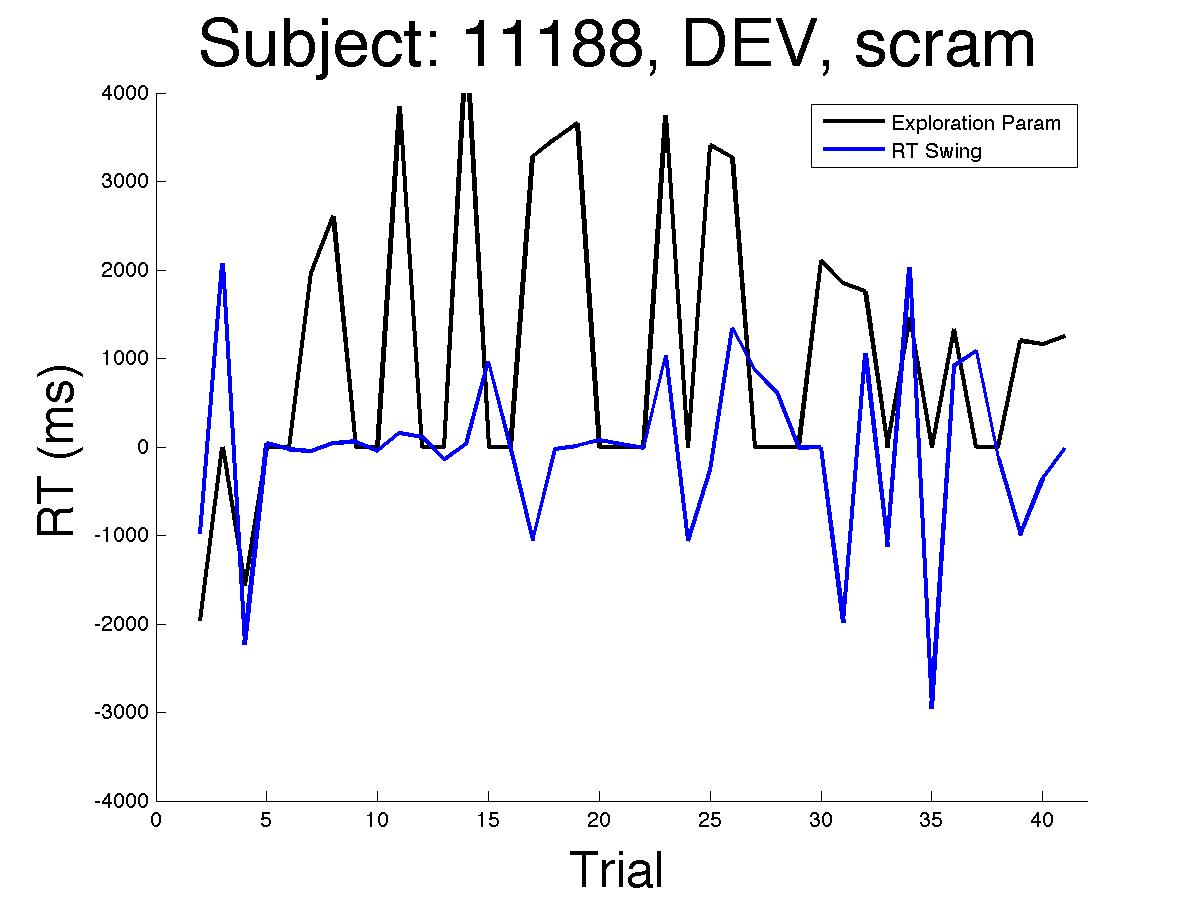 Subject: 11188, DEV, scram
Exploration Param
RT Swing
4000
3000
2000
1000
0
-1000
-2000
-3000
-4000
RT (ms)
0 5 10 15 20 25 30 35 40
Trial